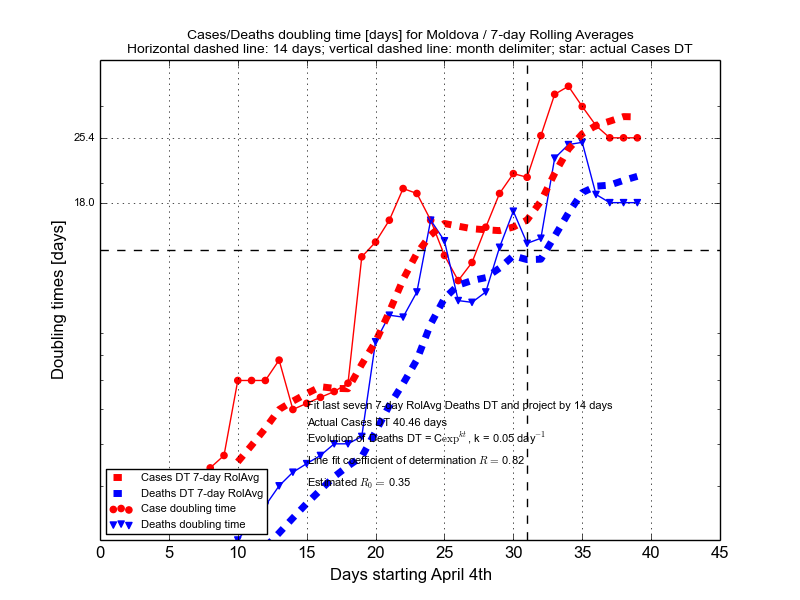 Cases/Deaths doubling time [days] for Moldova / 7-day Rolling Averages
Horizontal dashed line: 14 days; vertical dashed line: month delimiter; star: actual Cases DT
25.4
18.0
Doubling times [days]
Fit last seven 7-day RolAvg Deaths DT and project by 14 days
Actual Cases DT 40.46 days
Evolution of Deaths DT = Cexp^{kt}, k = 0.05 day^{-1}
Line fit coefficient of determination R = 0.82
Estimated R_0 = 0.35
Cases DT 7-day RolAvg
Deaths DT 7-day RolAvg
Case doubling time
Deaths doubling time
0 5 10 15 20 25 30 35 40 45
Days starting April 4th